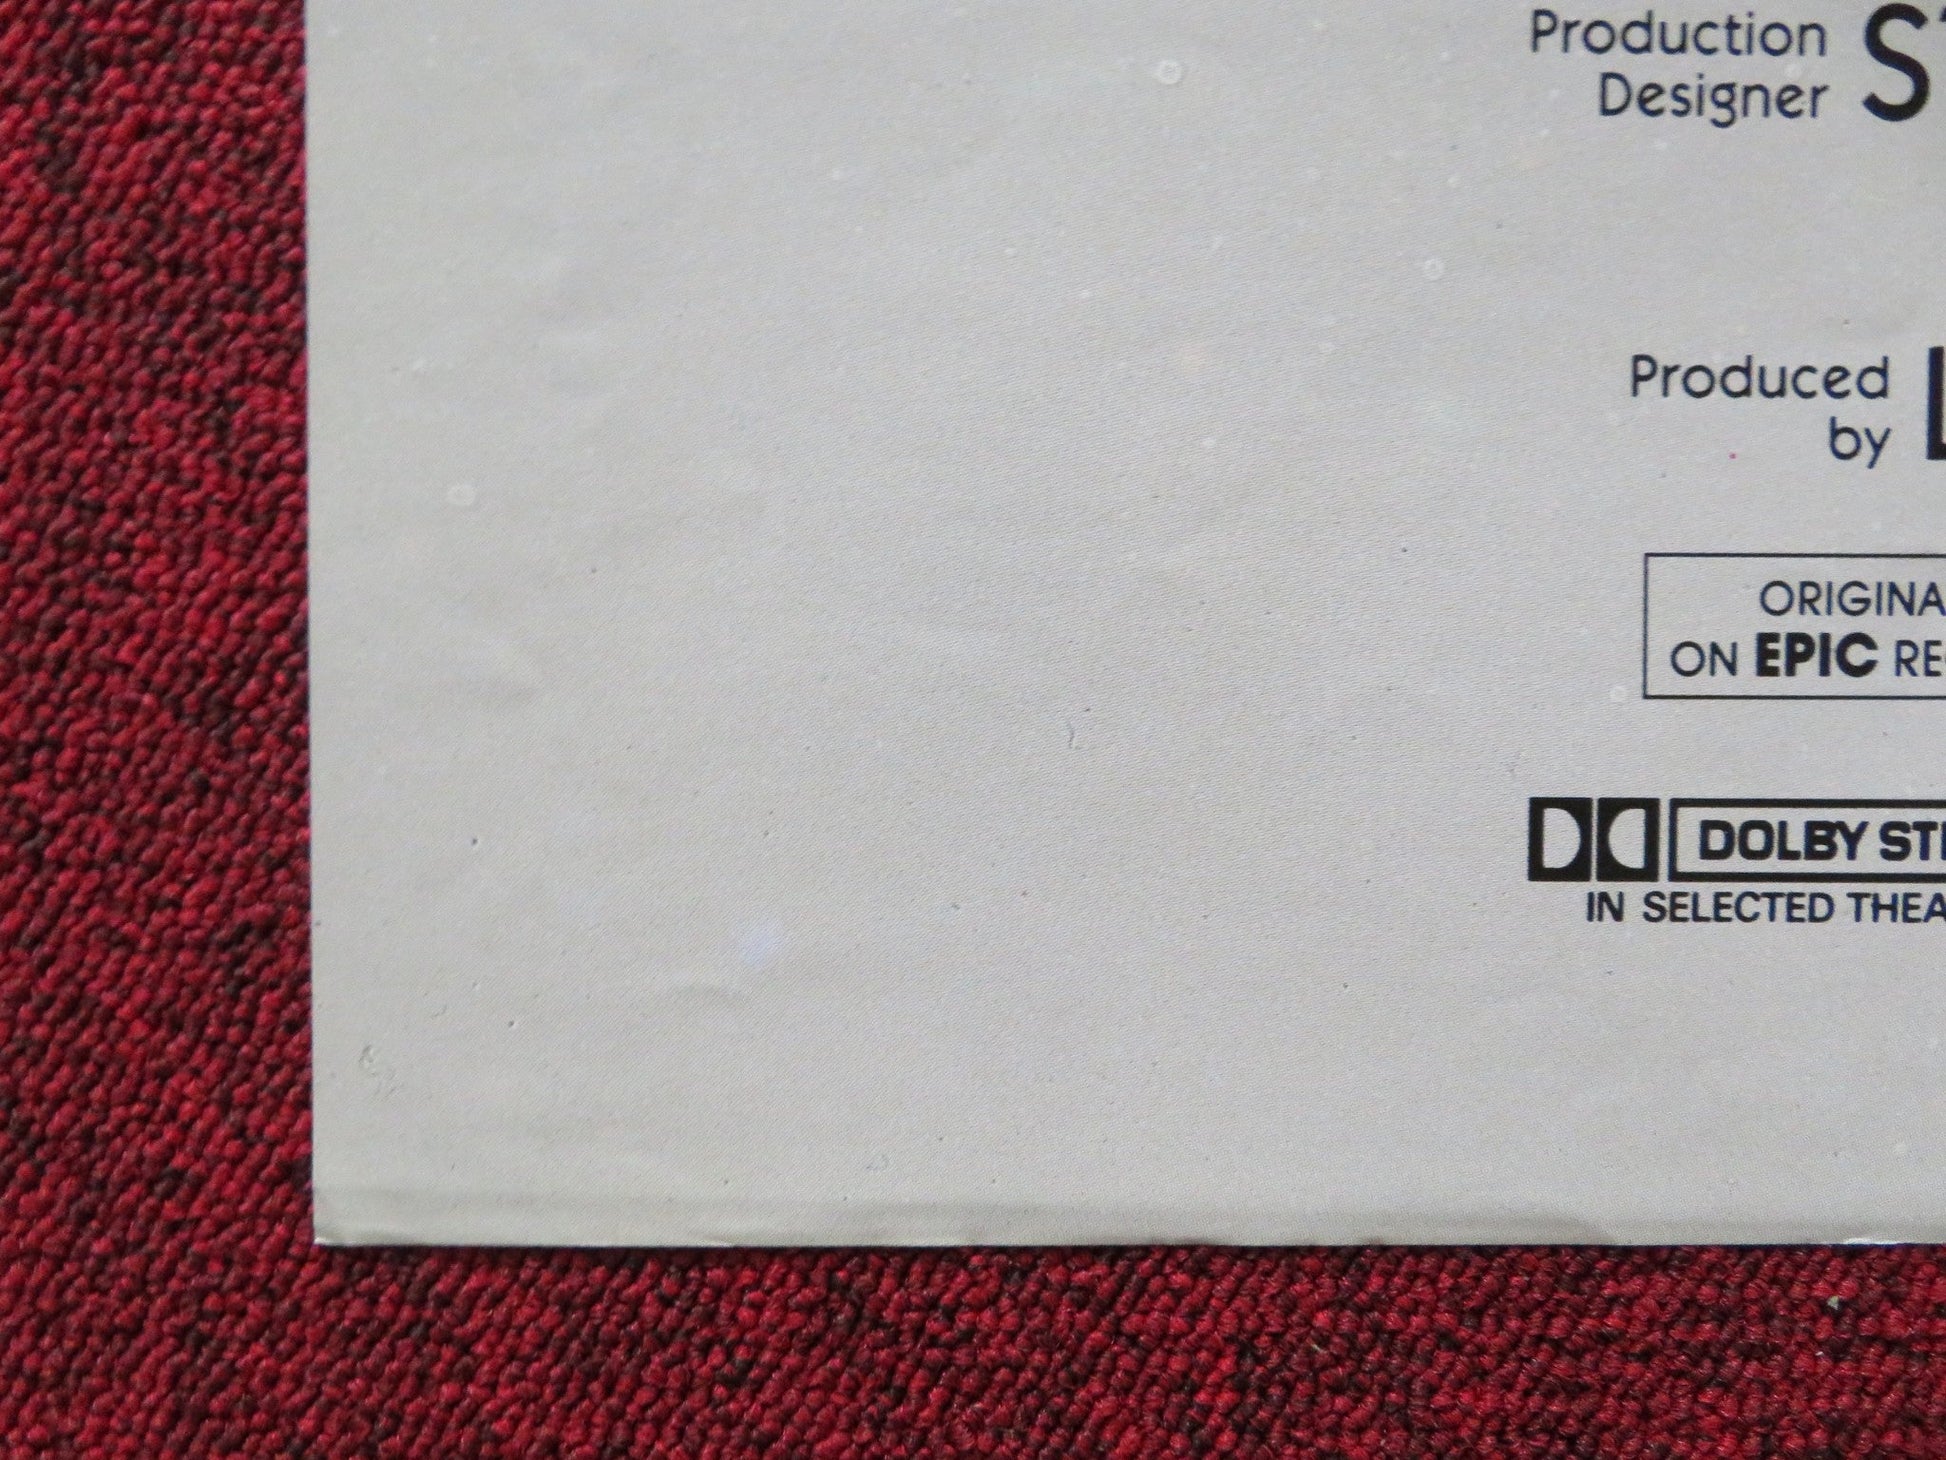 Production
Designer S
Produced
by L
ORIGINA
ON EPIC RE
DOLBY ST
IN SELECTED THEA